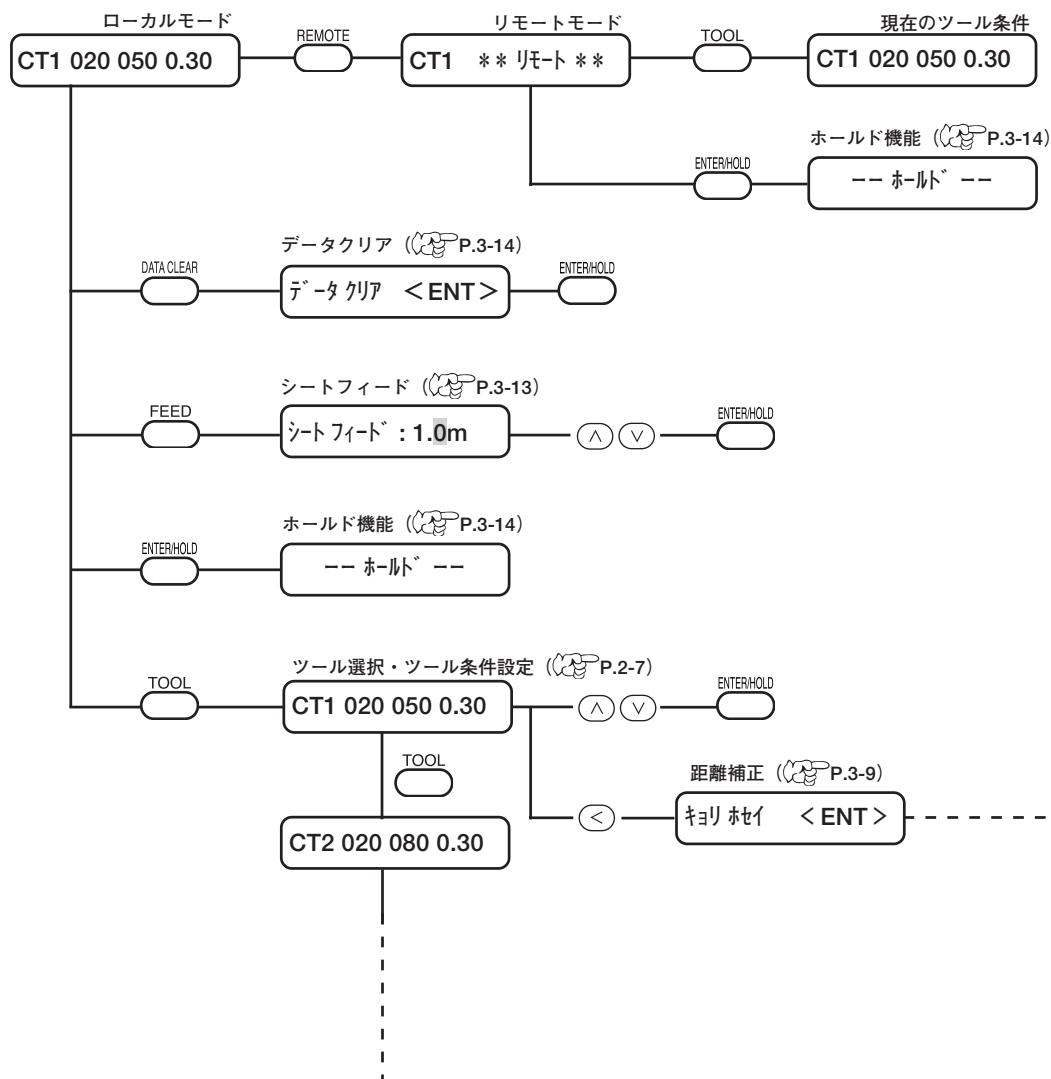 ローカルモード
CT1 020 050 0.30
REMOTE
リモートモード
CT1 ＊＊ ﾘﾓｰﾄ ＊＊
TOOL
現在のツール条件
CT1 020 050 0.30
ENTER/HOLD
ホールド機能（P.3-14）
−− ﾎｰﾙﾄﾞ −−
DATA CLEAR
データクリア（P.3-14）
ﾃﾞｰﾀ ｸﾘｱ ＜ENT＞
ENTER/HOLD
FEED
シートフィード（P.3-13）
ｼｰﾄ ﾌｨｰﾄﾞ : 1.0m
∧ ∨
ENTER/HOLD
ENTER/HOLD
ホールド機能（P.3-14）
−− ﾎｰﾙﾄﾞ −−
TOOL
ツール選択・ツール条件設定（P.2-7）
CT1 020 050 0.30
∧ ∨
ENTER/HOLD
TOOL
CT2 020 080 0.30
＜
距離補正（P.3-9）
ｷｮﾘ ﾎｾｲ ＜ENT＞